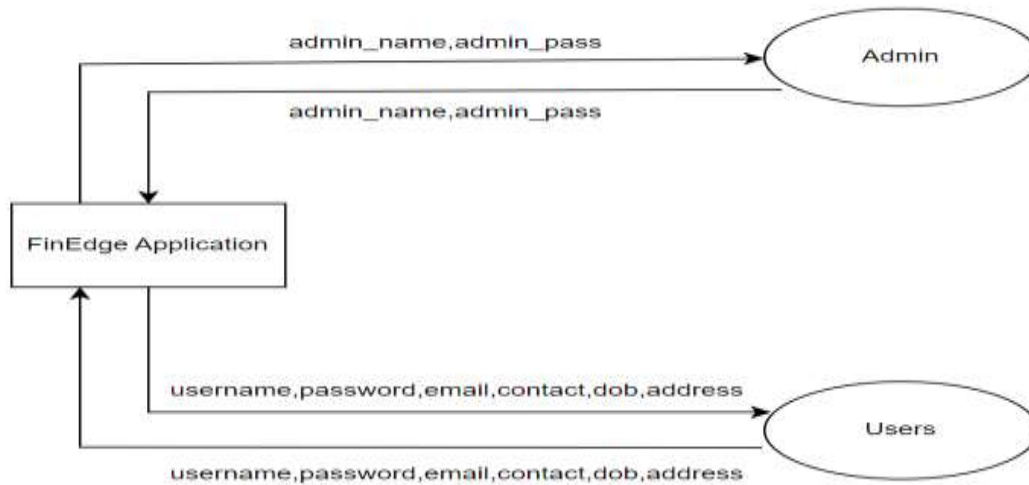 admin_name,admin_pass
Admin
admin_name,admin_pass
FinEdge Application
username,password,email,contact,dob,address
Users
username,password,email,contact,dob,address